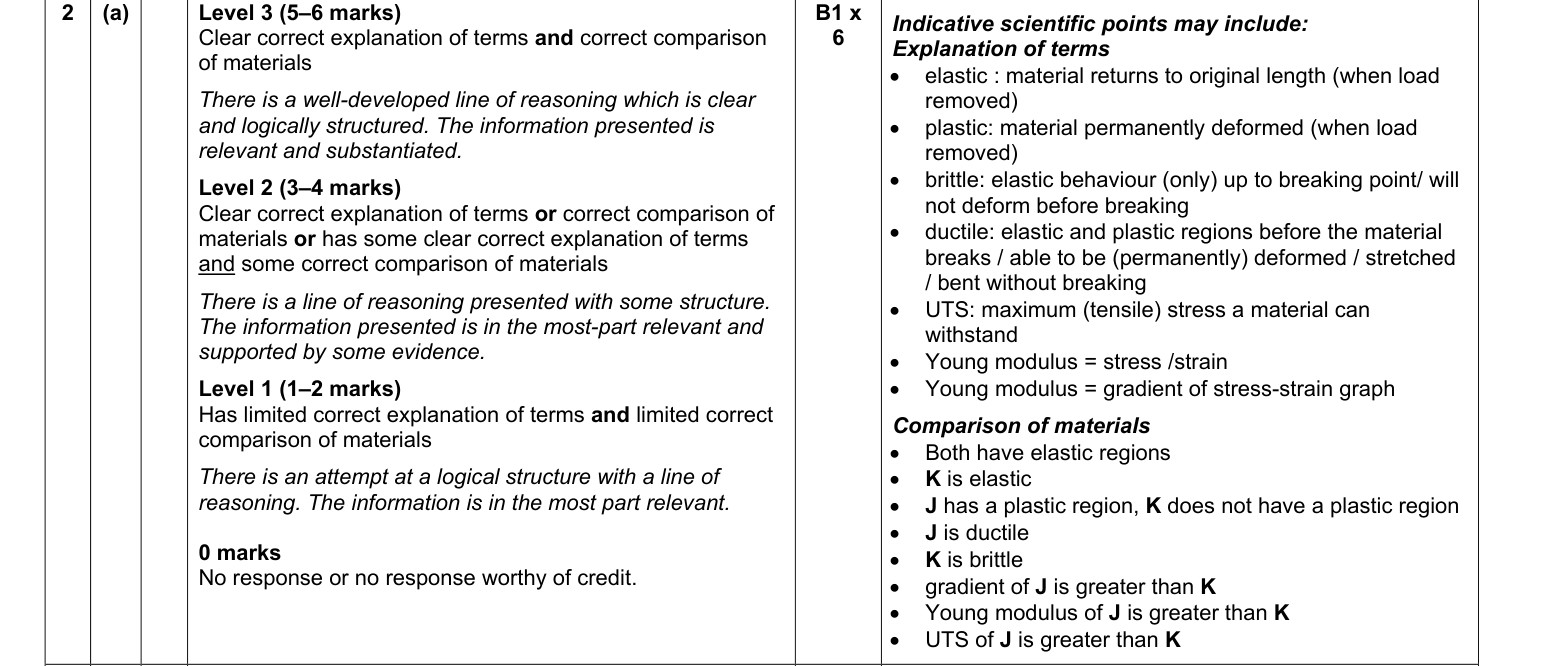 2
(a)
Level 3 (5–6 marks)
Clear correct explanation of terms and correct comparison
of materials
There is a well-developed line of reasoning which is clear
and logically structured. The information presented is
relevant and substantiated.
Level 2 (3–4 marks)
Clear correct explanation of terms or correct comparison of
materials or has some clear correct explanation of terms
and some correct comparison of materials
There is a line of reasoning presented with some structure.
The information presented is in the most-part relevant and
supported by some evidence.
Level 1 (1–2 marks)
Has limited correct explanation of terms and limited correct
comparison of materials
There is an attempt at a logical structure with a line of
reasoning. The information is in the most part relevant.
0 marks
No response or no response worthy of credit.
B1 x
6
Indicative scientific points may include:
Explanation of terms
• elastic : material returns to original length (when load
removed)
• plastic: material permanently deformed (when load
removed)
• brittle: elastic behaviour (only) up to breaking point/ will
not deform before breaking
• ductile: elastic and plastic regions before the material
breaks / able to be (permanently) deformed / stretched
/ bent without breaking
• UTS: maximum (tensile) stress a material can
withstand
• Young modulus = stress /strain
• Young modulus = gradient of stress-strain graph
Comparison of materials
• Both have elastic regions
• K is elastic
• J has a plastic region, K does not have a plastic region
• J is ductile
• K is brittle
• gradient of J is greater than K
• Young modulus of J is greater than K
• UTS of J is greater than K